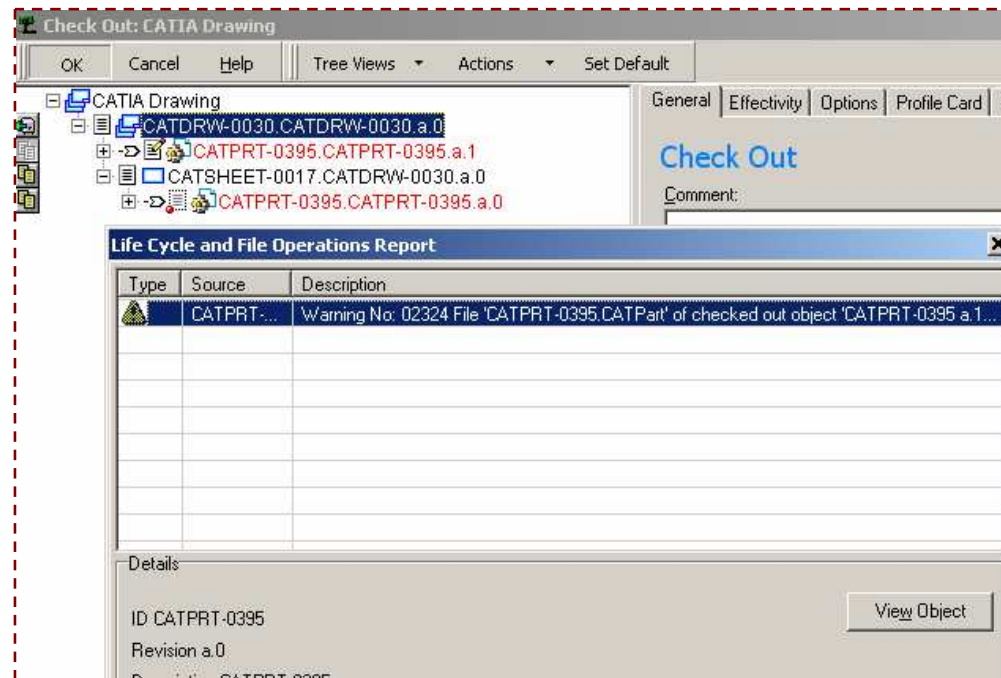 Check Out: CATIA Drawing
OK Cancel Help Tree Views Actions Set Default
CATIA Drawing
CATDRW-0030.CATDRW-0030.a.0
CATPRT-0395.CATPRT-0395.a.1
CATSHEET-0017.CATDRW-0030.a.0
CATPRT-0395.CATPRT-0395.a.0
General Effectivity Options Profile Card
Check Out
Comment:
Life Cycle and File Operations Report
Type Source Description
CATPRT-... Warning No: 02324 File 'CATPRT-0395.CATPart' of checked out object 'CATPRT-0395 a.1...
Details
View Object
ID CATPRT-0395
Revision a.0
Description CATPRT-0395